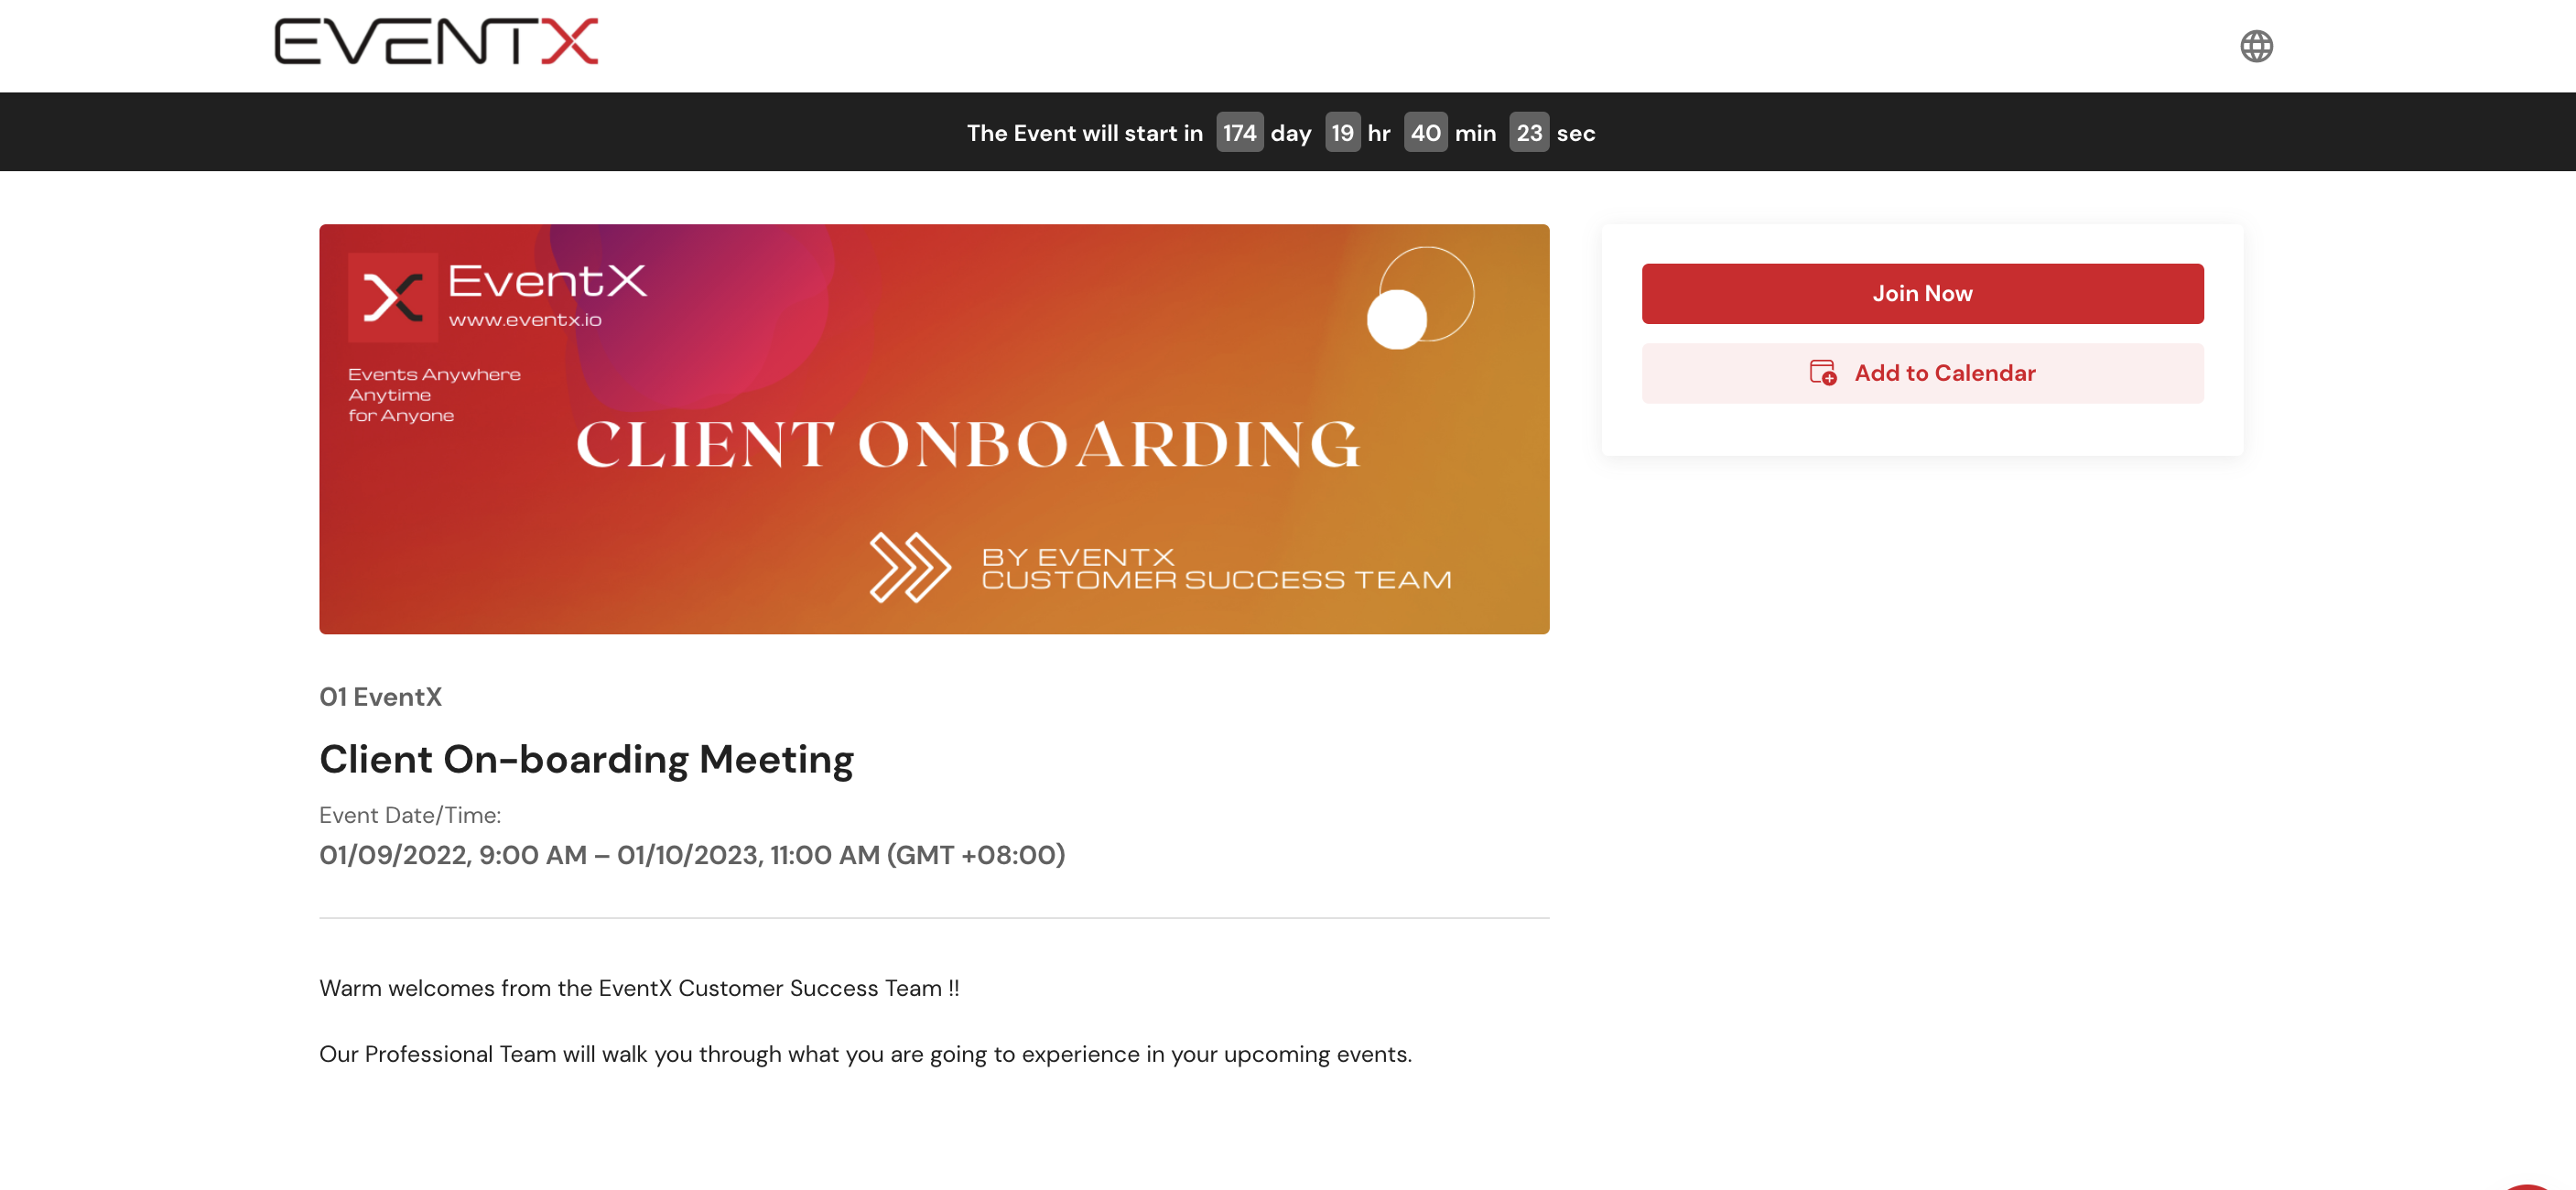 EVENTX
The Event will start in 174 day 19 hr 40 min 23 sec
EventX
www.eventx.io
Events Anywhere
Anytime
for Anyone
CLIENT ONBOARDING
BY EVENTX
CUSTOMER SUCCESS TEAM
Join Now
Add to Calendar
01 EventX
Client On-boarding Meeting
Event Date/Time:
01/09/2022, 9:00 AM – 01/10/2023, 11:00 AM (GMT +08:00)
Warm welcomes from the EventX Customer Success Team !!
Our Professional Team will walk you through what you are going to experience in your upcoming events.